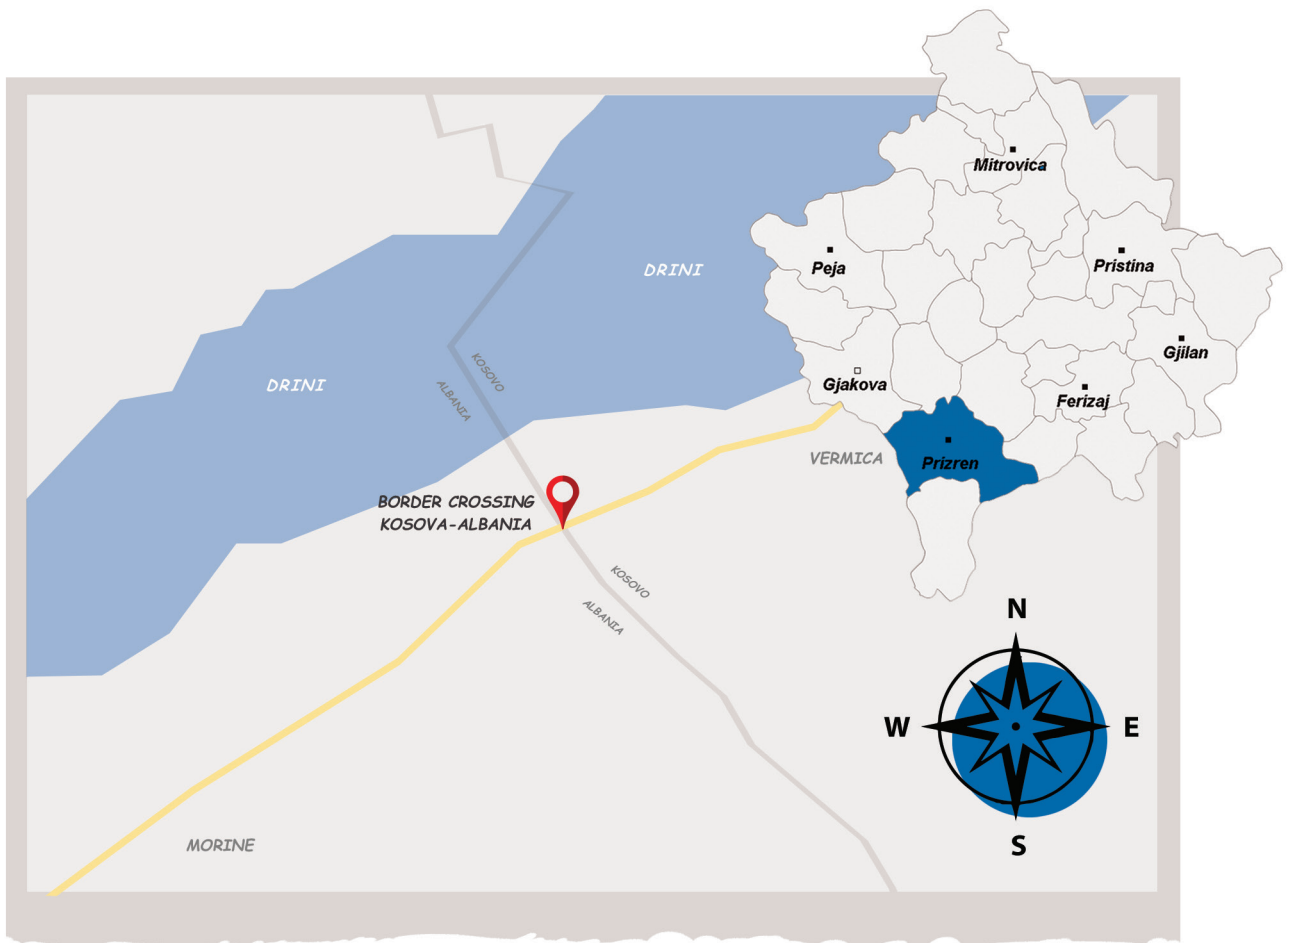 Mitrovica
Peja
Pristina
DRINI
Gjilan
KOSOVO
ALBANIA
DRINI
Gjakova
Ferizaj
VERMICA
Prizren
BORDER CROSSING
KOSOVA-ALBANIA
KOSOVO
ALBANIA
N
W
E
S
MORINE